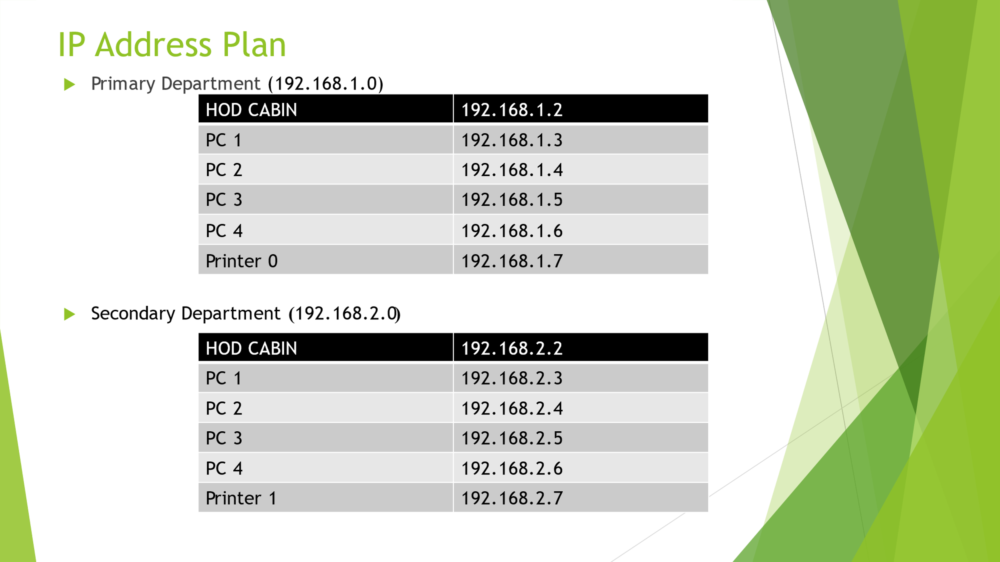 IP Address Plan
Primary Department (192.168.1.0)
HOD CABIN 192.168.1.2
PC 1 192.168.1.3
PC 2 192.168.1.4
PC 3 192.168.1.5
PC 4 192.168.1.6
Printer 0 192.168.1.7
Secondary Department (192.168.2.0)
HOD CABIN 192.168.2.2
PC 1 192.168.2.3
PC 2 192.168.2.4
PC 3 192.168.2.5
PC 4 192.168.2.6
Printer 1 192.168.2.7